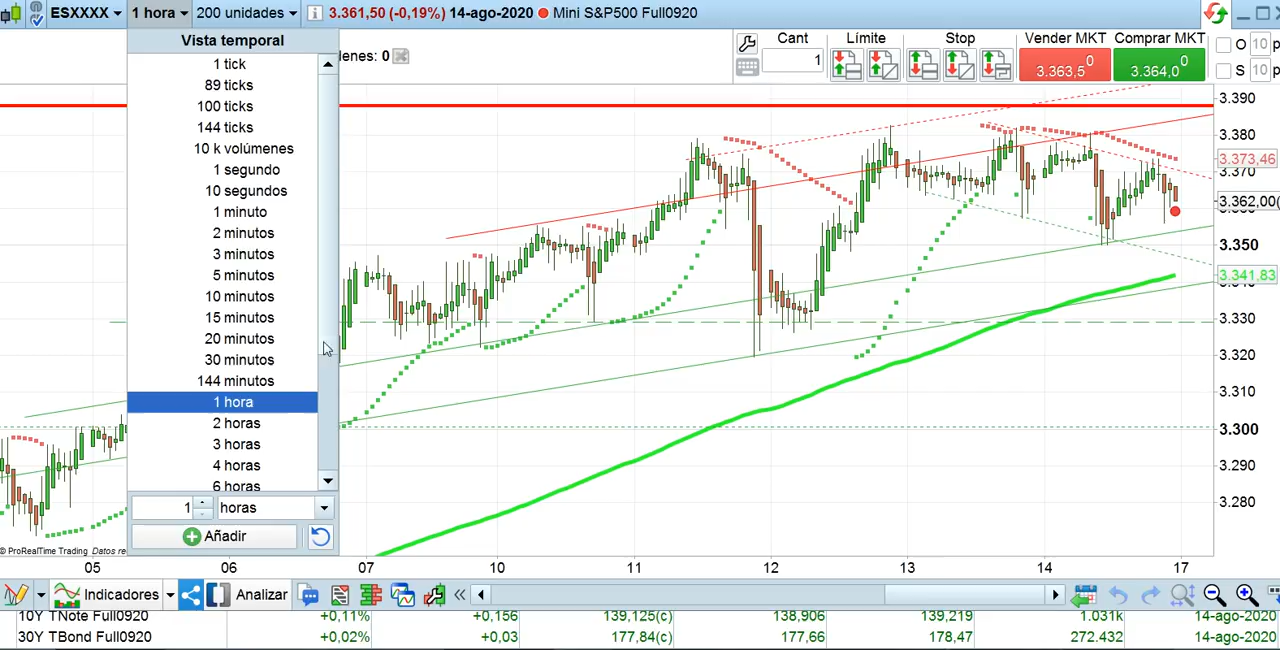 ESXXXX 1 hora 200 unidades 3.361,50 (-0,19%) 14-ago-2020 Mini S&P500 Full0920
Vista temporal
1 tick
89 ticks
100 ticks
144 ticks
10 k volúmenes
1 segundo
10 segundos
1 minuto
2 minutos
3 minutos
5 minutos
10 minutos
15 minutos
20 minutos
30 minutos
144 minutos
1 hora
2 horas
3 horas
4 horas
6 horas
1 horas
Añadir
0
Cant Límite Stop Vender MKT Comprar MKT O 10 p
1 3.363,5 0 3.364,0 0 S 10 p
3.390
3.380
3.373,46
3.370
3.362,00
3.350
3.341,83
3.330
3.320
3.310
3.300
3.290
3.280
© ProRealTime Trading Datos re
05 06 07 10 11 12 13 14 17
Indicadores Analizar
10Y TNote Full0920 +0,11% +0,156 139,125(c) 138,906 139,219 1.031k 14-ago-2020
30Y TBond Full0920 +0,02% +0,03 177,84(c) 177,66 178,47 272.432 14-ago-2020